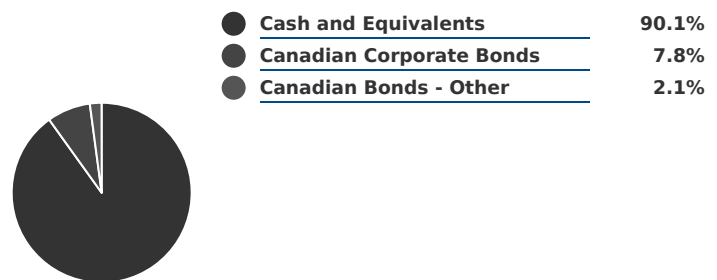 Cash and Equivalents 90.1%
Canadian Corporate Bonds 7.8%
Canadian Bonds - Other 2.1%